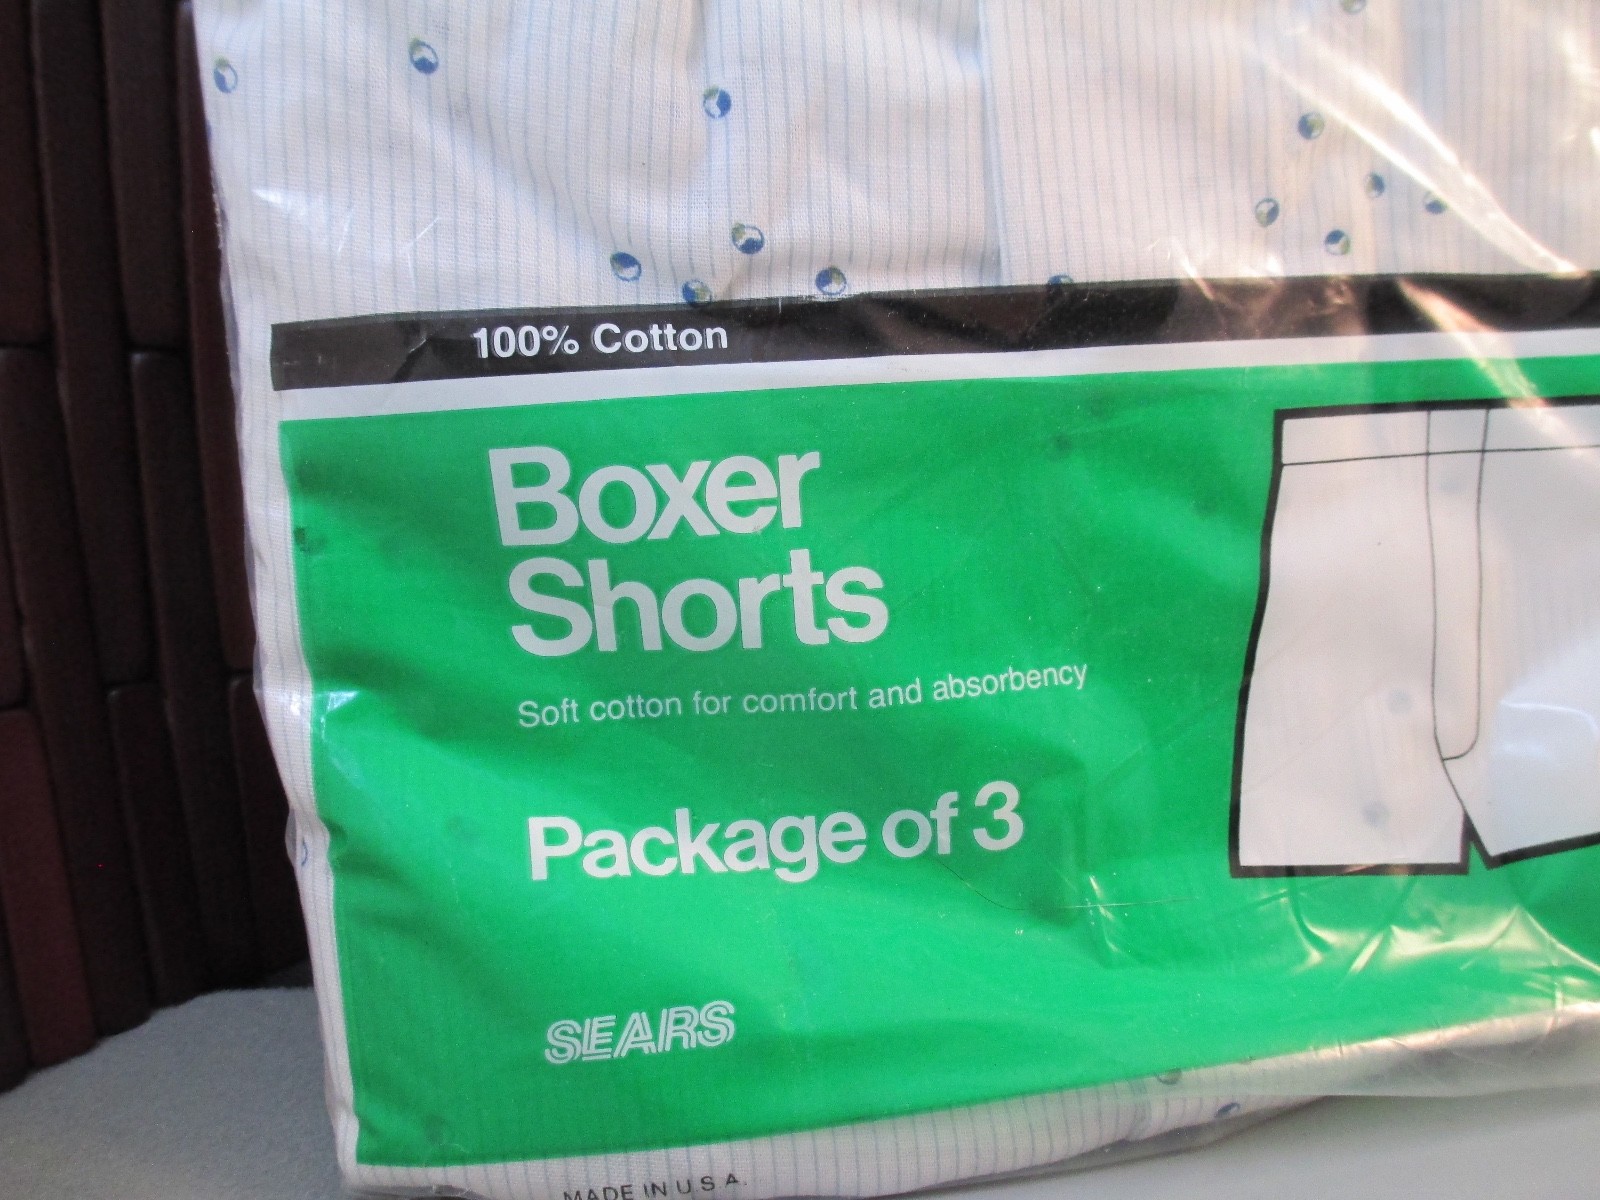 100% Cotton
Boxer
Shorts
Soft cotton for comfort and absorbency
Package of 3
SEARS
MADE IN U.S.A.